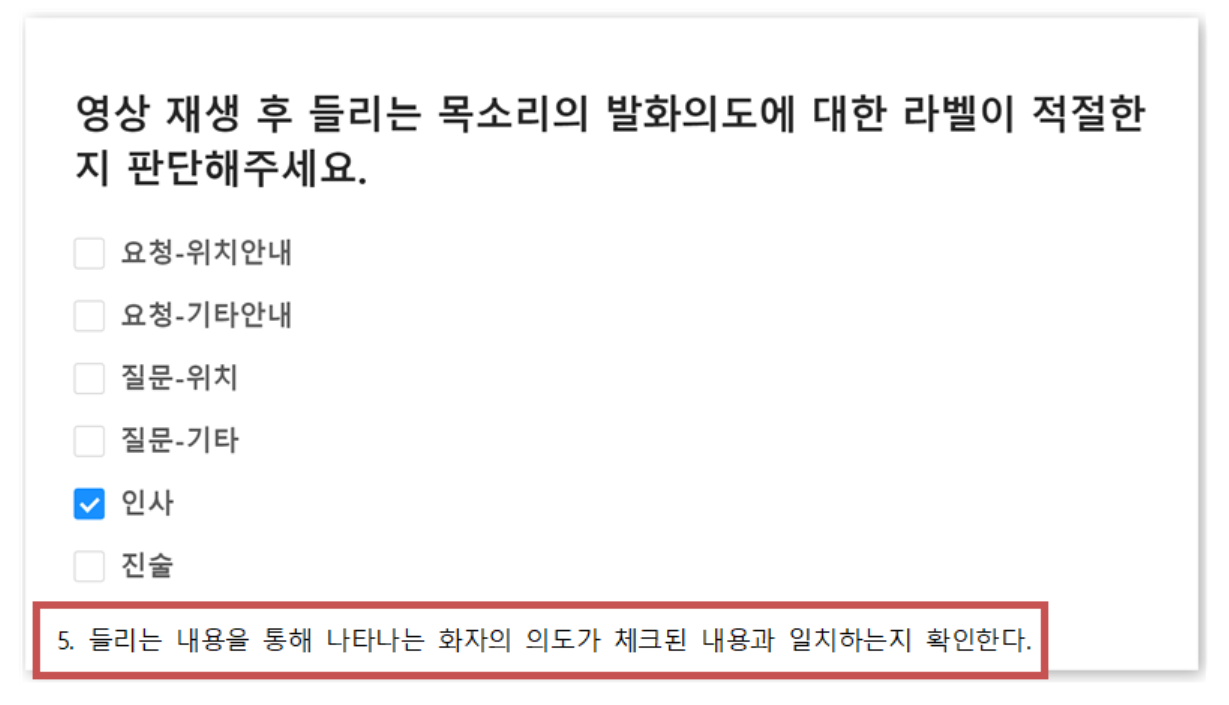 영상 재생 후 들리는 목소리의 발화의도에 대한 라벨이 적절한
지 판단해주세요.
요청-위치안내
요청-기타안내
질문-위치
질문-기타
인사
진술
5. 들리는 내용을 통해 나타나는 화자의 의도가 체크된 내용과 일치하는지 확인한다.